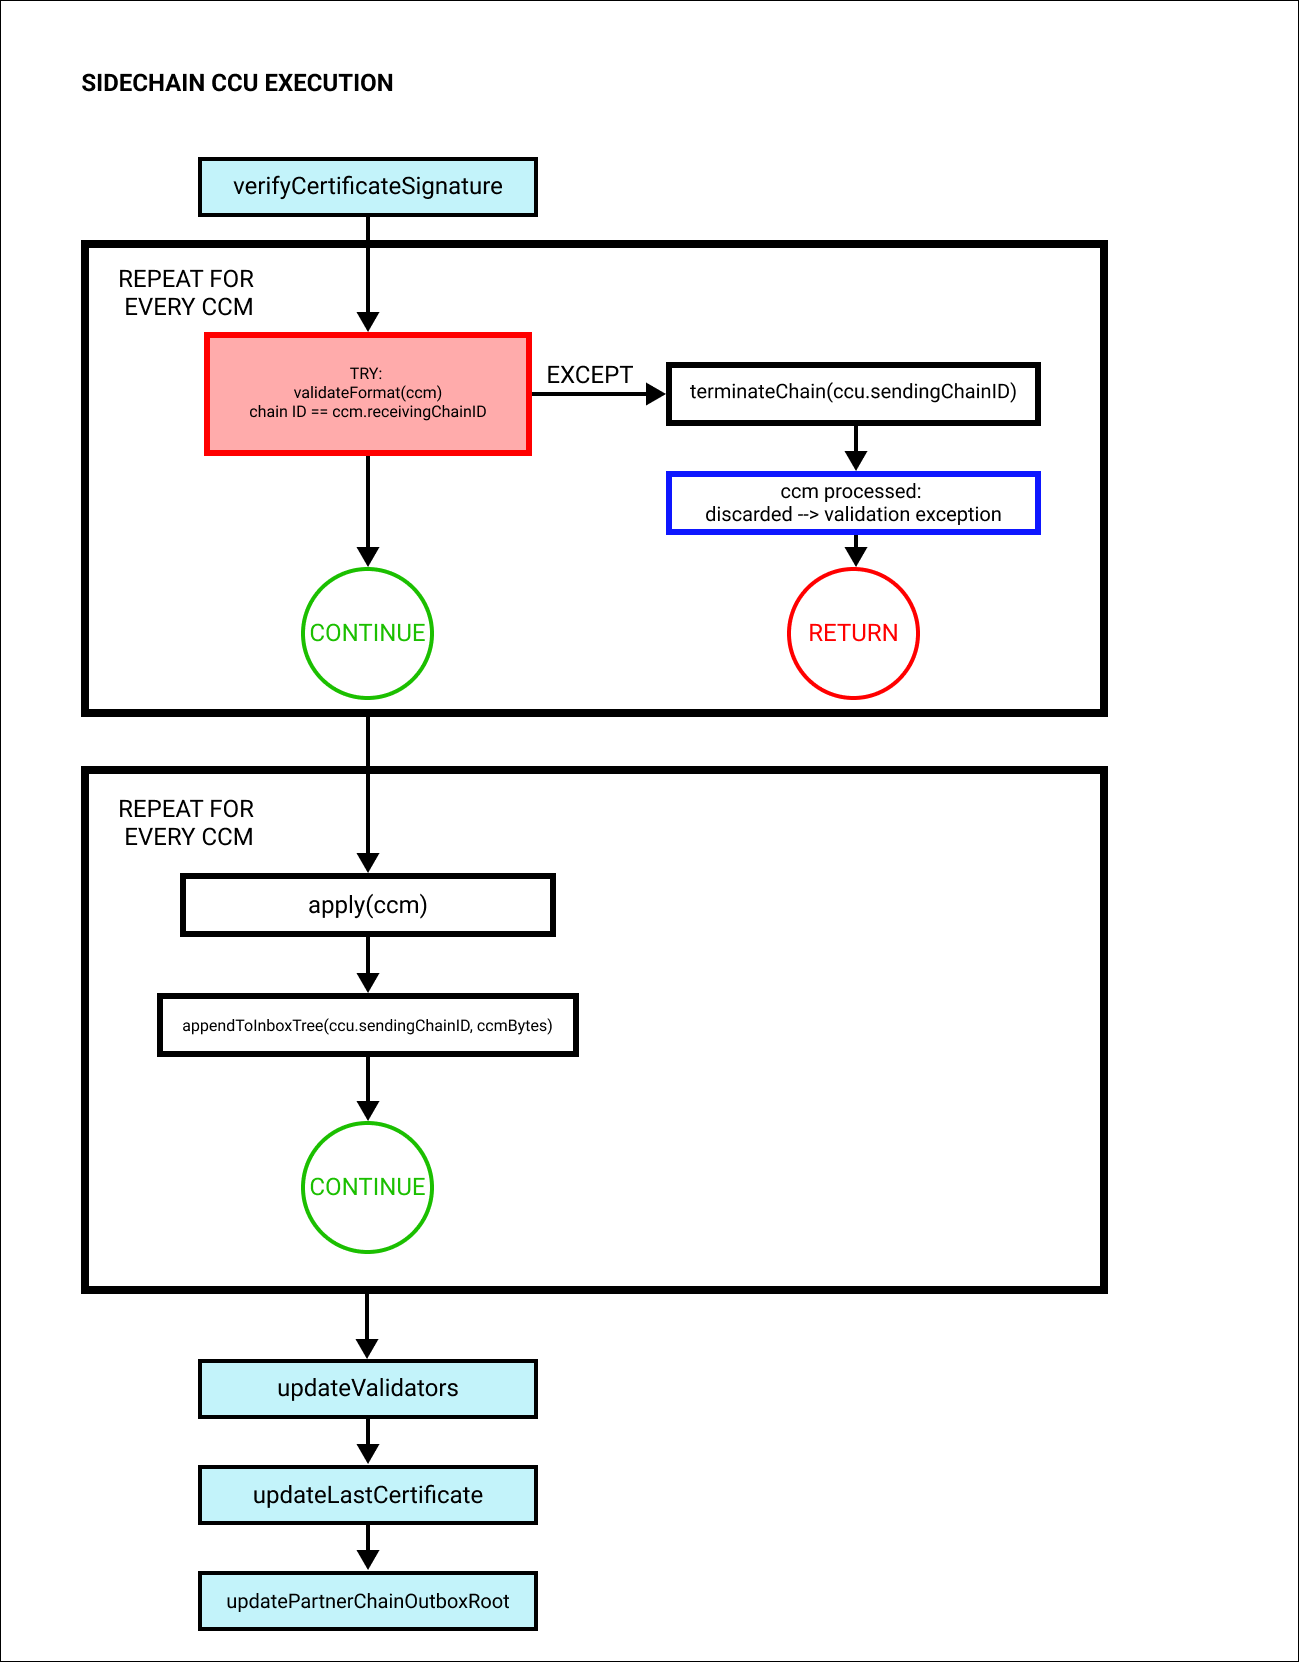 SIDECHAIN CCU EXECUTION
verifyCertificateSignature
REPEAT FOR
EVERY CCM
TRY:
validateFormat(ccm)
chain ID == ccm.receivingChainID
EXCEPT
terminateChain(ccu.sendingChainID)
ccm processed:
discarded --> validation exception
CONTINUE
RETURN
REPEAT FOR
EVERY CCM
apply(ccm)
appendToInboxTree(ccu.sendingChainID, ccmBytes)
CONTINUE
updateValidators
updateLastCertificate
updatePartnerChainOutboxRoot